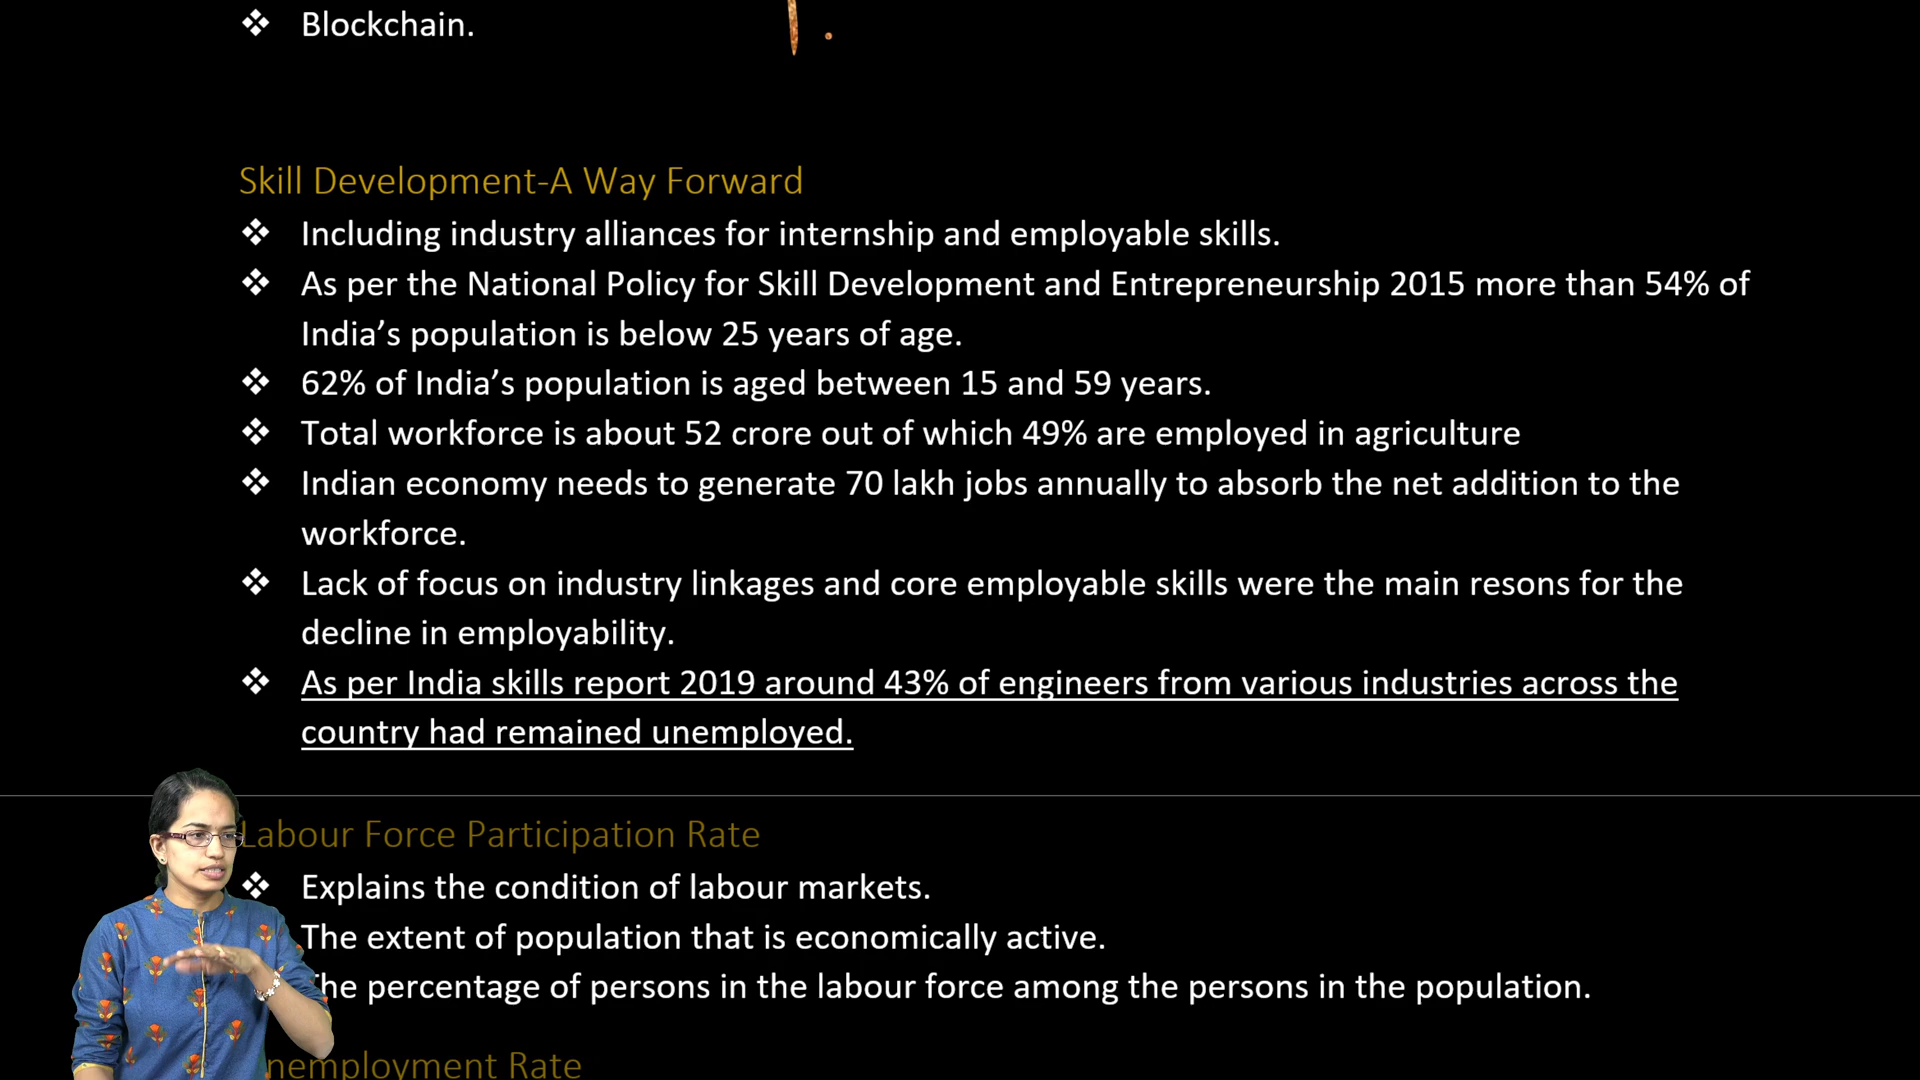 ❖ Blockchain.
Skill Development-A Way Forward
❖ Including industry alliances for internship and employable skills.
❖ As per the National Policy for Skill Development and Entrepreneurship 2015 more than 54% of
India’s population is below 25 years of age.
❖ 62% of India’s population is aged between 15 and 59 years.
❖ Total workforce is about 52 crore out of which 49% are employed in agriculture
❖ Indian economy needs to generate 70 lakh jobs annually to absorb the net addition to the
workforce.
❖ Lack of focus on industry linkages and core employable skills were the main resons for the
decline in employability.
❖ As per India skills report 2019 around 43% of engineers from various industries across the
country had remained unemployed.
Labour Force Participation Rate
❖ Explains the condition of labour markets.
The extent of population that is economically active.
The percentage of persons in the labour force among the persons in the population.
nemployment Rate